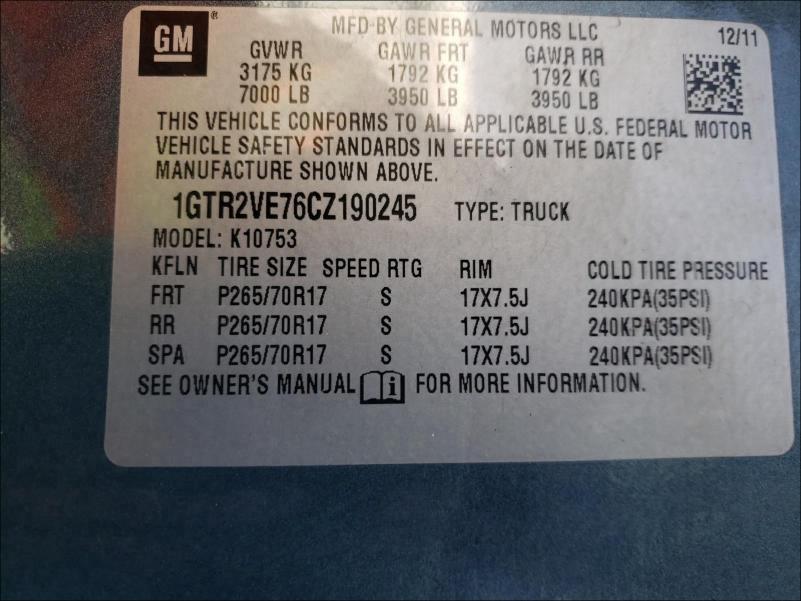 GM ®
MFD BY GENERAL MOTORS LLC
12/11
GVWR GAWR FRT GAWR RR
3175 KG 1792 KG 1792 KG
7000 LB 3950 LB 3950 LB
THIS VEHICLE CONFORMS TO ALL APPLICABLE U.S. FEDERAL MOTOR
VEHICLE SAFETY STANDARDS IN EFFECT ON THE DATE OF
MANUFACTURE SHOWN ABOVE.
1GTR2VE76CZ190245 TYPE: TRUCK
MODEL: K10753
KFLN TIRE SIZE SPEED RTG RIM COLD TIRE PRESSURE
FRT P265/70R17 S 17X7.5J 240KPA(35PSI)
RR P265/70R17 S 17X7.5J 240KPA(35PSI)
SPA P265/70R17 S 17X7.5J 240KPA(35PSI)
SEE OWNER'S MANUAL i FOR MORE INFORMATION.